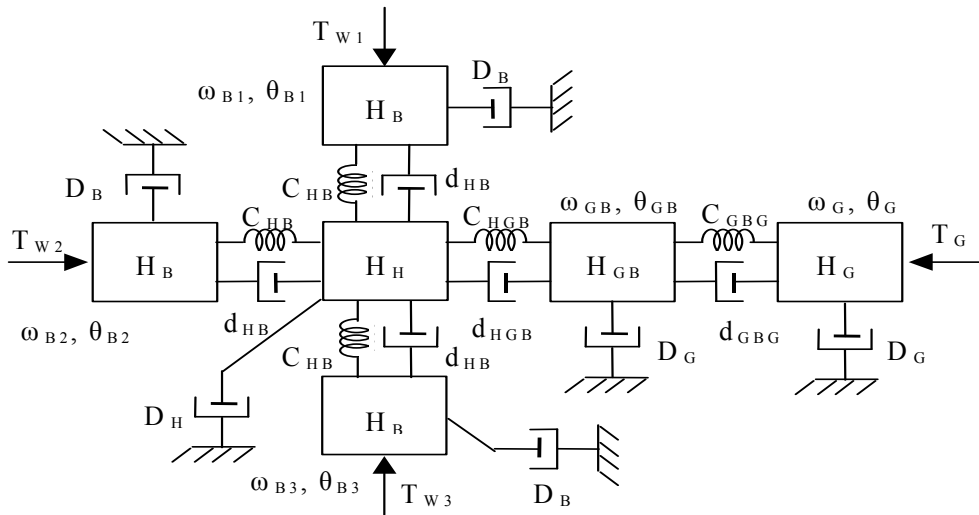 T W1
D B
ω B1, θ B1
H B
D B
C HB
d HB
C HB
C HGB
ω GB, θ GB
C GBG
ω G, θ G
T W2
H B
H H
H GB
H G
T G
ω B2, θ B2
d HB
C HB
d HB
d HGB
D G
d GBG
D G
D H
H B
ω B3, θ B3
T W3
D B